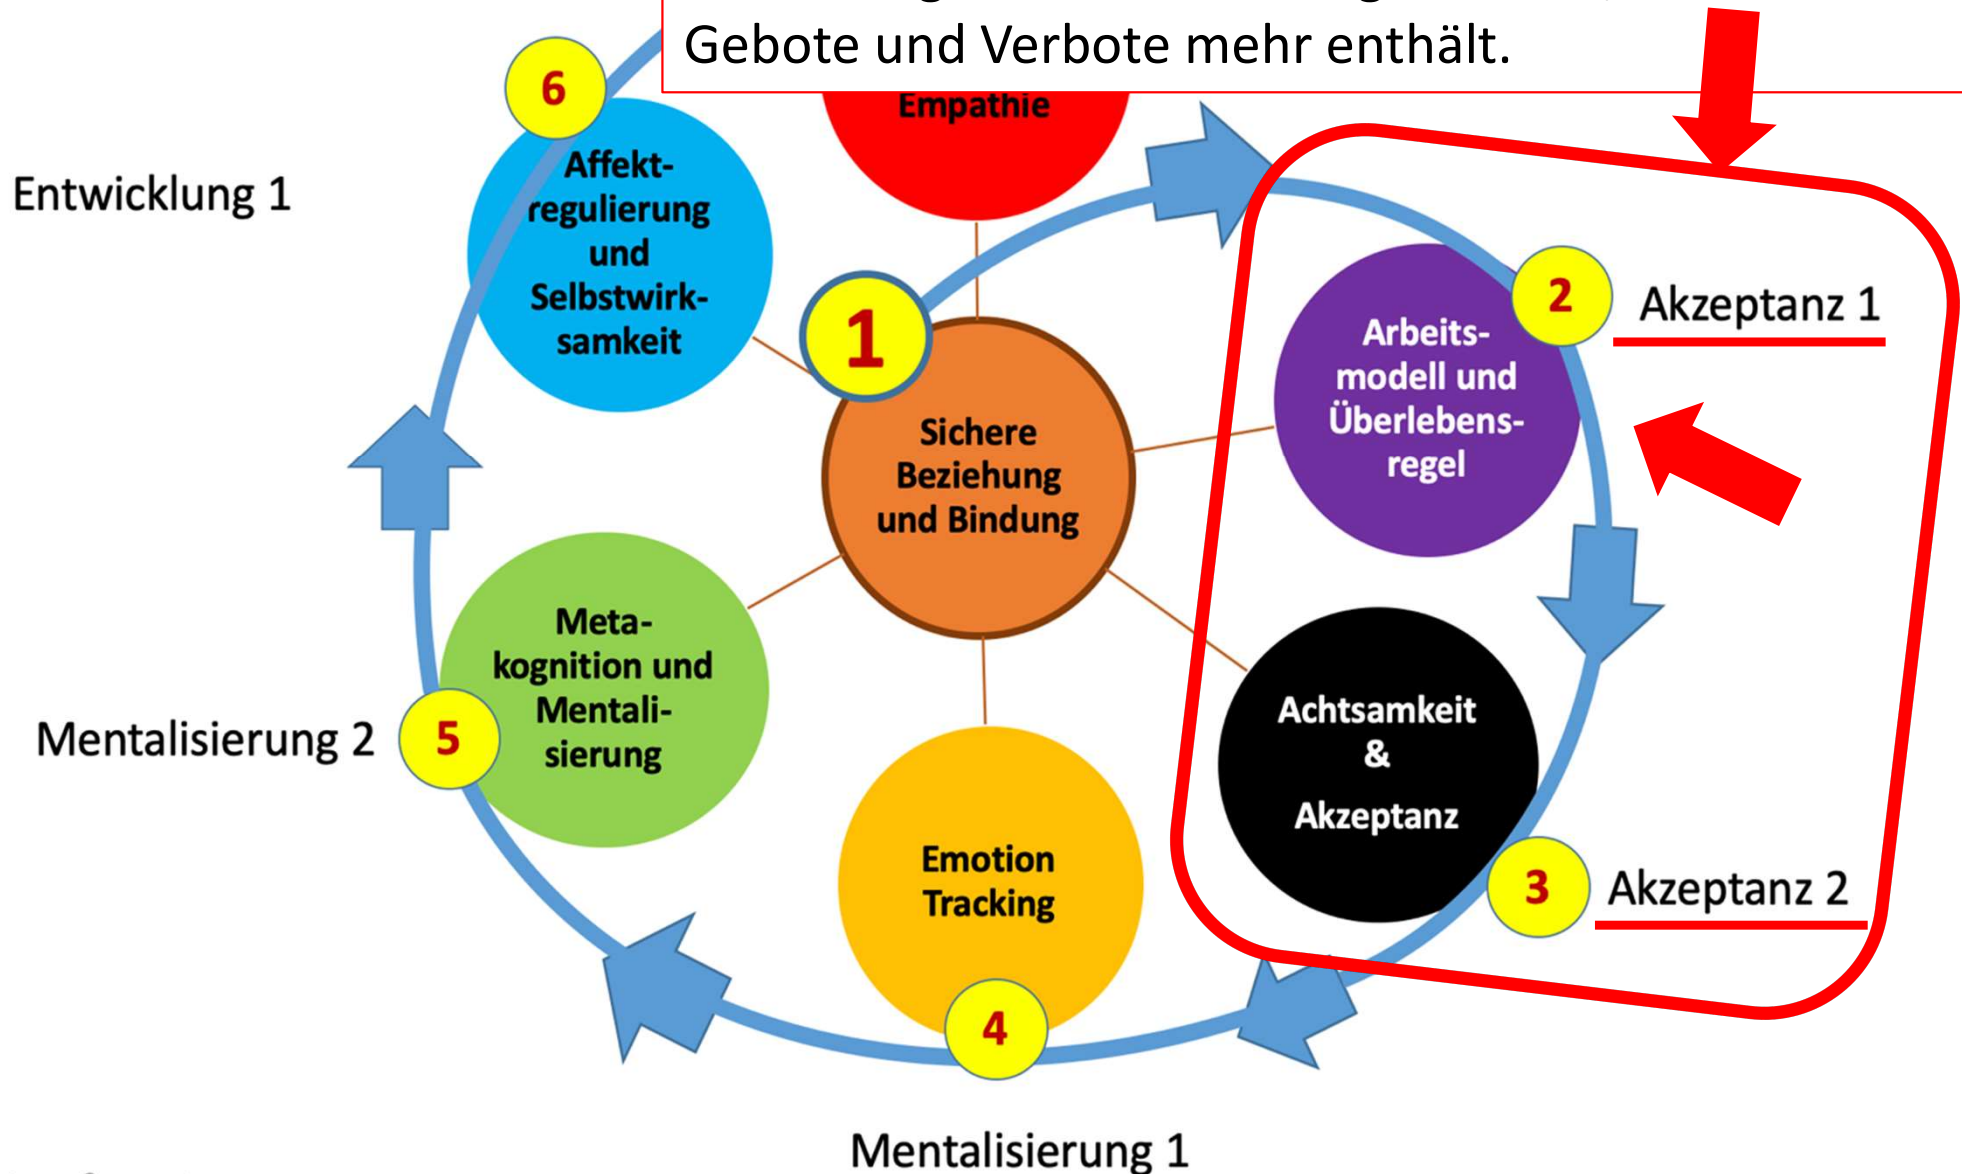 Gebote und Verbote mehr enthält.
Empathie
6
Affekt-
regulierung
und
Selbstwirk-
samkeit
Entwicklung 1
1
Sichere
Beziehung
und Bindung
2
Akzeptanz 1
Arbeits-
modell und
Überlebens-
regel
Achtsamkeit
&
Akzeptanz
3
Akzeptanz 2
Emotion
Tracking
4
Mentalisierung 1
Meta-
kognition und
Mentali-
sierung
5
Mentalisierung 2